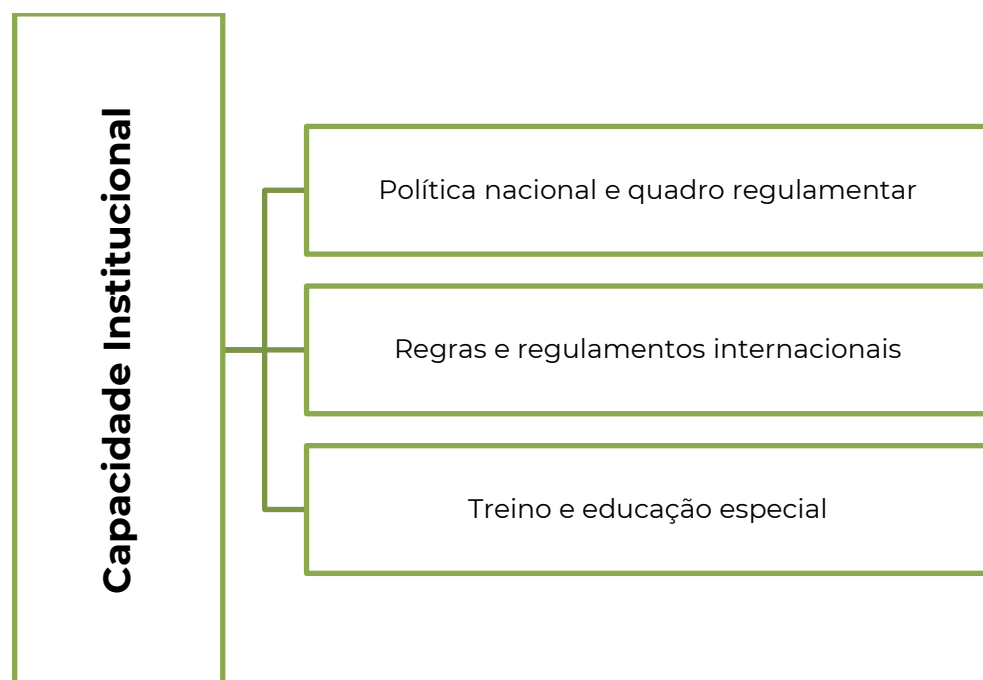 Capacidade Institucional
Política nacional e quadro regulamentar
Regras e regulamentos internacionais
Treino e educação especial